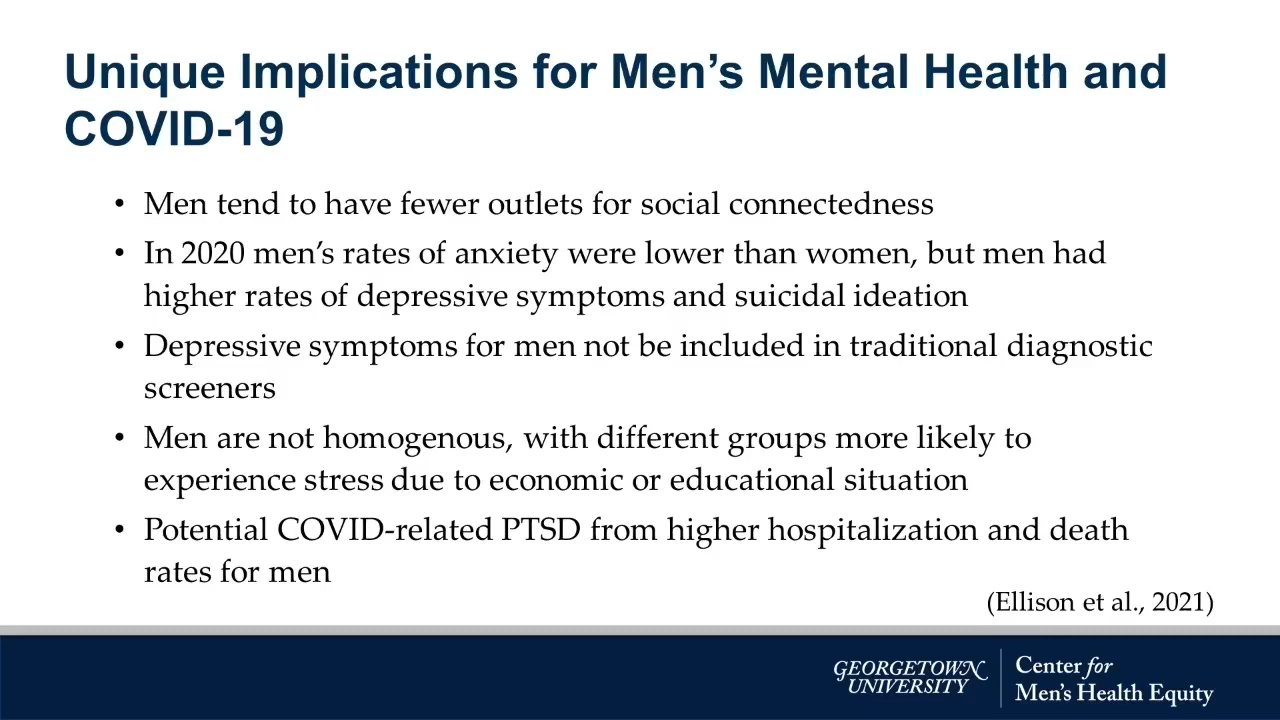 Unique Implications for Men’s Mental Health and
COVID-19
• Men tend to have fewer outlets for social connectedness
• In 2020 men’s rates of anxiety were lower than women, but men had
higher rates of depressive symptoms and suicidal ideation
• Depressive symptoms for men not be included in traditional diagnostic
screeners
• Men are not homogenous, with different groups more likely to
experience stress due to economic or educational situation
• Potential COVID-related PTSD from higher hospitalization and death
rates for men
(Ellison et al., 2021)
GEORGETOWN
UNIVERSITY
Center for
Men’s Health Equity